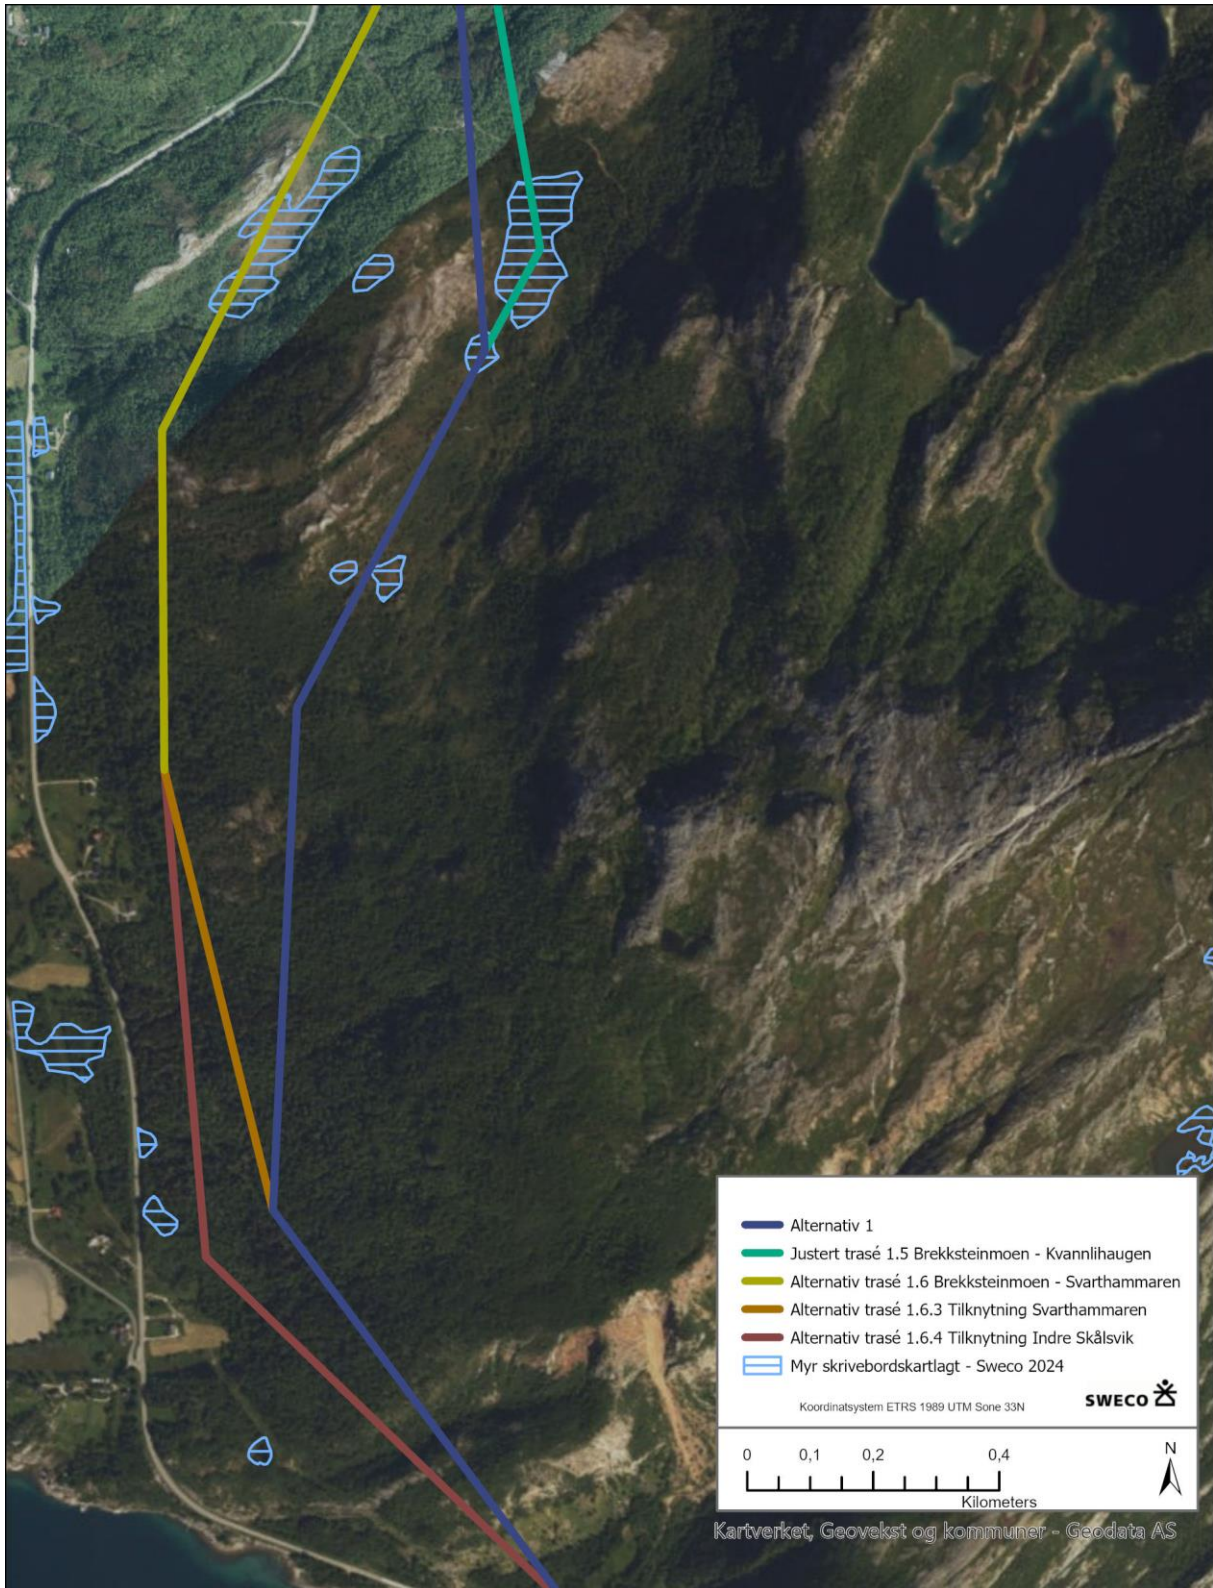 Alternativ 1
Justert trasé 1.5 Brekksteinmoen - Kvannlihaugen
Alternativ trasé 1.6 Brekksteinmoen - Svarthammaren
Alternativ trasé 1.6.3 Tilknytning Svarthammaren
Alternativ trasé 1.6.4 Tilknytning Indre Skålsvik
Myr skrivebordskartlagt - Sweco 2024
Koordinatsystem ETRS 1989 UTM Sone 33N
SWECO
0 0,1 0,2 0,4
Kilometers
N
Kartverket, Geovekst og kommuner - Geodata AS